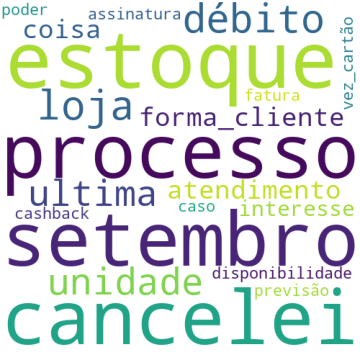 poder
assinatura
débito
coisa
estoque
vez_cartão
loja
fatura
forma_cliente
processo
ultima
atendimento
cashback
caso
interesse
setembro
unidade
disponibilidade
previsão
cancelei